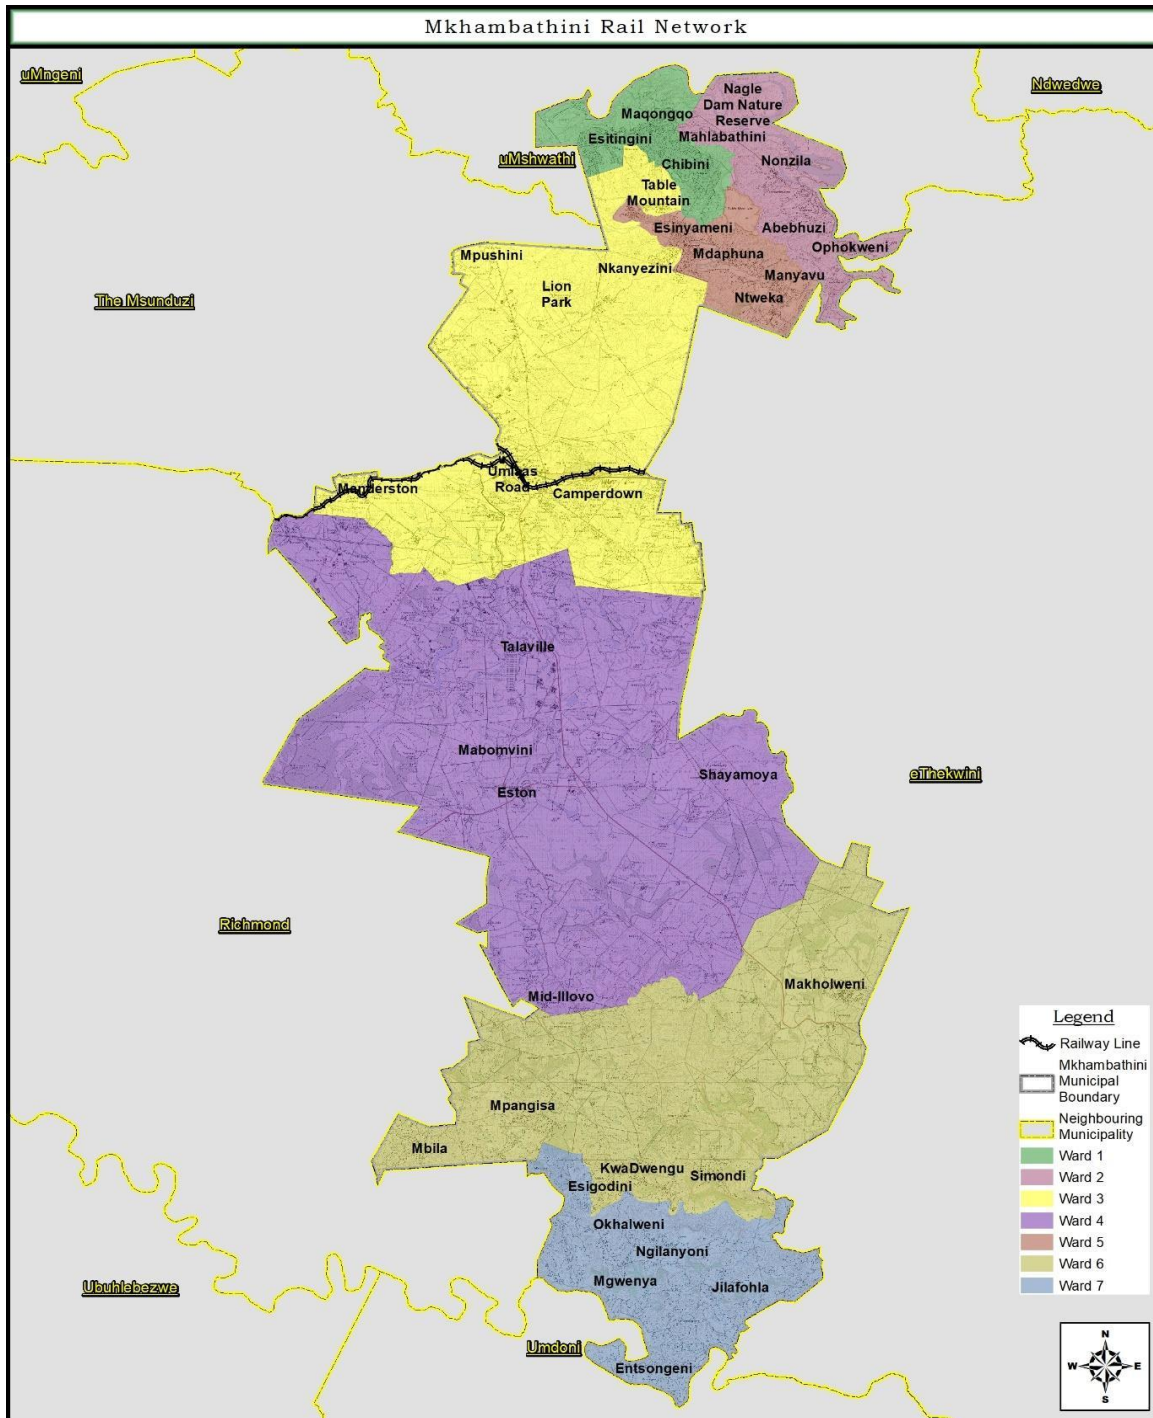 Mkhambathini Rail Network
uMngeni
Ndwedwe
Nagle
Dam Nature
Reserve
Maqongqo
Mahlabathini
Esitingini
uMshwathi
Chibini
Nonzila
Table
Mountain
Esinyameni
Abebhuzi
Ophokweni
Mpushini
Mdaphuna
Nkanyezini
Manyavu
Lion
Park
Ntweka
The Msunduzi
Umlaas
Road
Manderston
Camperdown
Talaville
Mabomvini
Shayamoya
eThekwini
Eston
Richmond
Makholweni
Mid-Illovo
Mpangisa
Mbila
KwaDwengu
Simondi
Esigodini
Okhalweni
Ngilanyoni
Mgwenya
Jilafohla
Ubuhlebezwe
Umdoni
Entsongeni
Legend
Railway Line
Mkhambathini
Municipal
Boundary
Neighbouring
Municipality
Ward 1
Ward 2
Ward 3
Ward 4
Ward 5
Ward 6
Ward 7
N
W
E
S